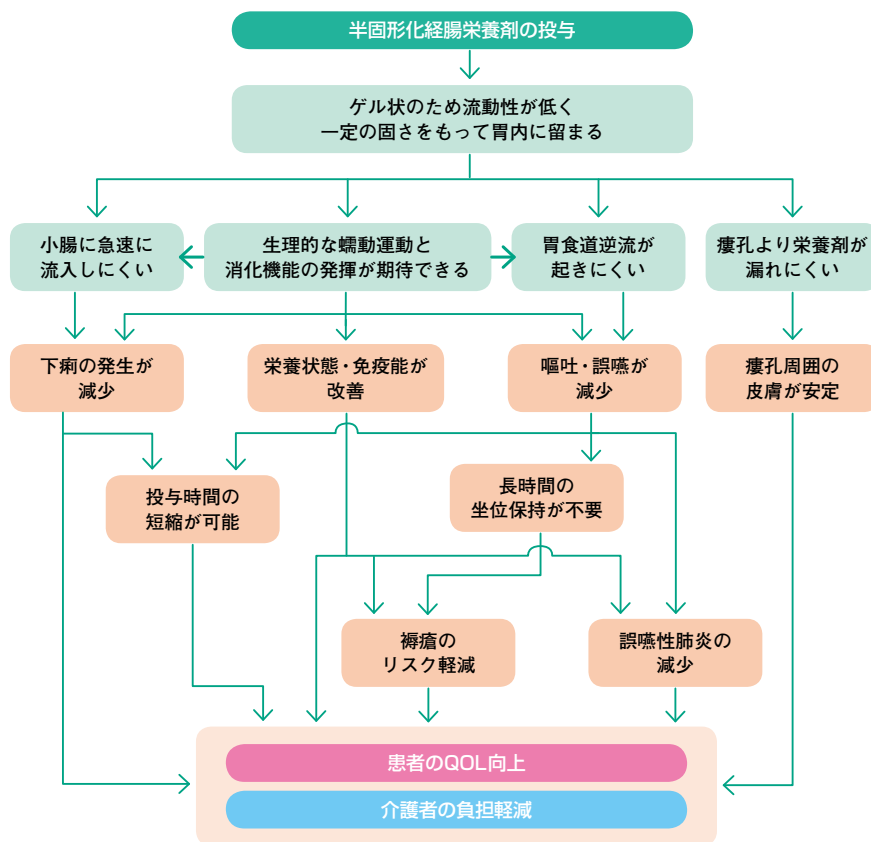 半固形化経腸栄養剤の投与
ゲル状のため流動性が低く
一定の固さをもって胃内に留まる
小腸に急速に
流入しにくい
生理的な蠕動運動と
消化機能の発揮が期待できる
胃食道逆流が
起きにくい
瘻孔より栄養剤が
漏れにくい
下痢の発生が
減少
栄養状態・免疫能が
改善
嘔吐・誤嚥が
減少
瘻孔周囲の
皮膚が安定
投与時間の
短縮が可能
長時間の
坐位保持が不要
褥瘡の
リスク軽減
誤嚥性肺炎の
減少
患者のQOL向上
介護者の負担軽減